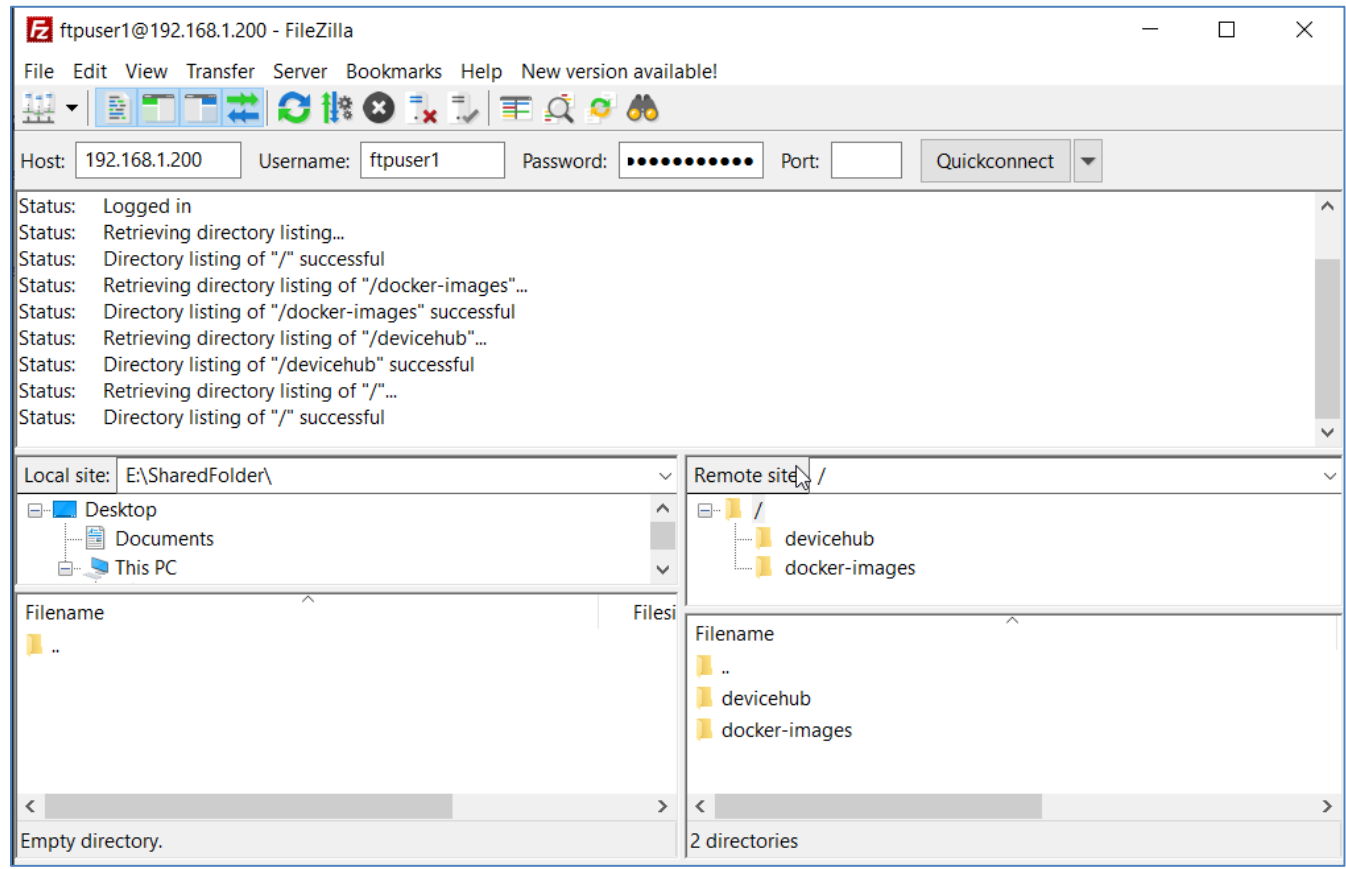 ftpuser1@192.168.1.200 - FileZilla
File Edit View Transfer Server Bookmarks Help New version available!
Host: 192.168.1.200 Username: ftpuser1 Password: ●●●●●●●●●●● Port: Quickconnect
Status: Logged in
Status: Retrieving directory listing...
Status: Directory listing of "/" successful
Status: Retrieving directory listing of "/docker-images"...
Status: Directory listing of "/docker-images" successful
Status: Retrieving directory listing of "/devicehub"...
Status: Directory listing of "/devicehub" successful
Status: Retrieving directory listing of "/"...
Status: Directory listing of "/" successful
Local site: E:\SharedFolder\
Desktop
Documents
This PC
Filename Filesi
..
Empty directory.
Remote site /
/
devicehub
docker-images
Filename
..
devicehub
docker-images
2 directories